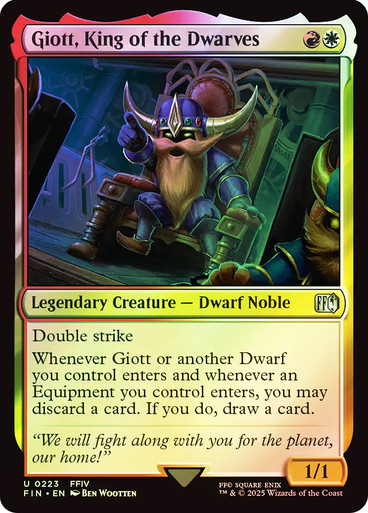 Giott, King of the Dwarves
Legendary Creature — Dwarf Noble
FFIV
Double strike
Whenever Giott or another Dwarf
you control enters and whenever an
Equipment you control enters, you may
discard a card. If you do, draw a card.
“We will fight along with you for the planet,
our home!”
1/1
U 0223 FFIV
FIN • EN Ben Wootten
FF© SQUARE ENIX
™ & © 2025 Wizards of the Coast